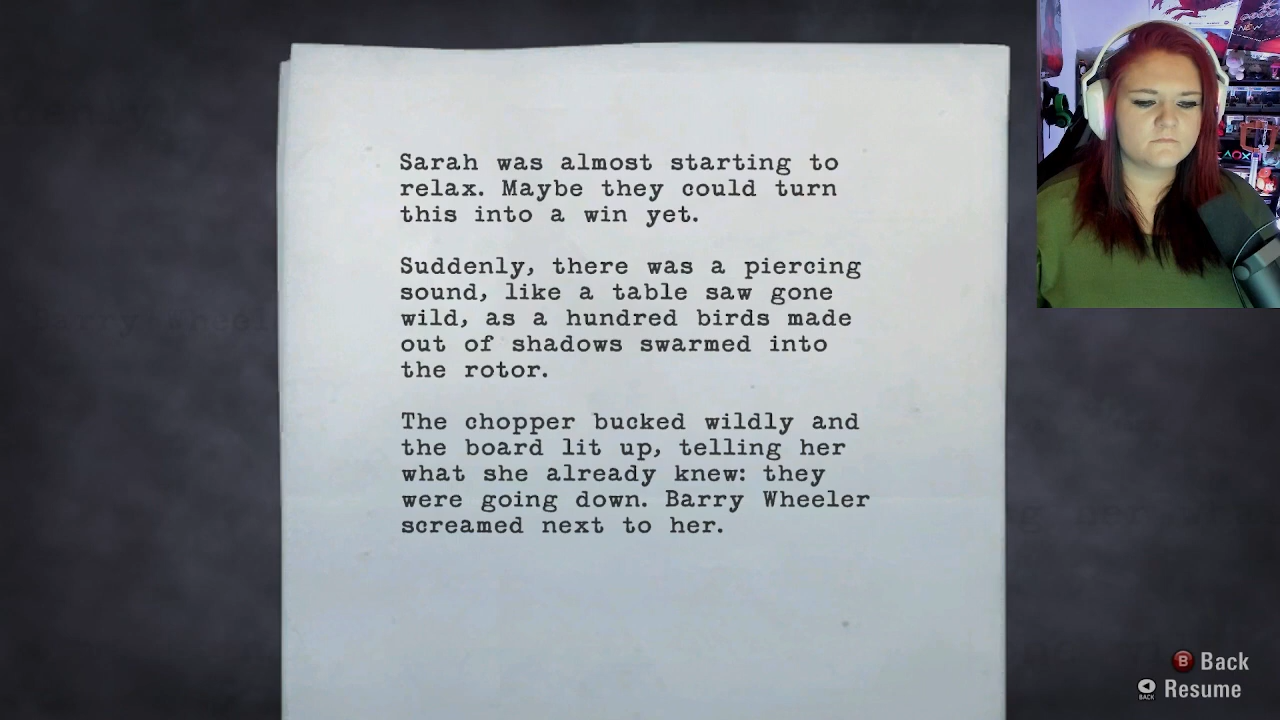 Sarah was almost starting to
relax. Maybe they could turn
this into a win yet.
Suddenly, there was a piercing
sound, like a table saw gone
wild, as a hundred birds made
out of shadows swarmed into
the rotor.
The chopper bucked wildly and
the board lit up, telling her
what she already knew: they
were going down. Barry Wheeler
screamed next to her.
B Back
BACK Resume